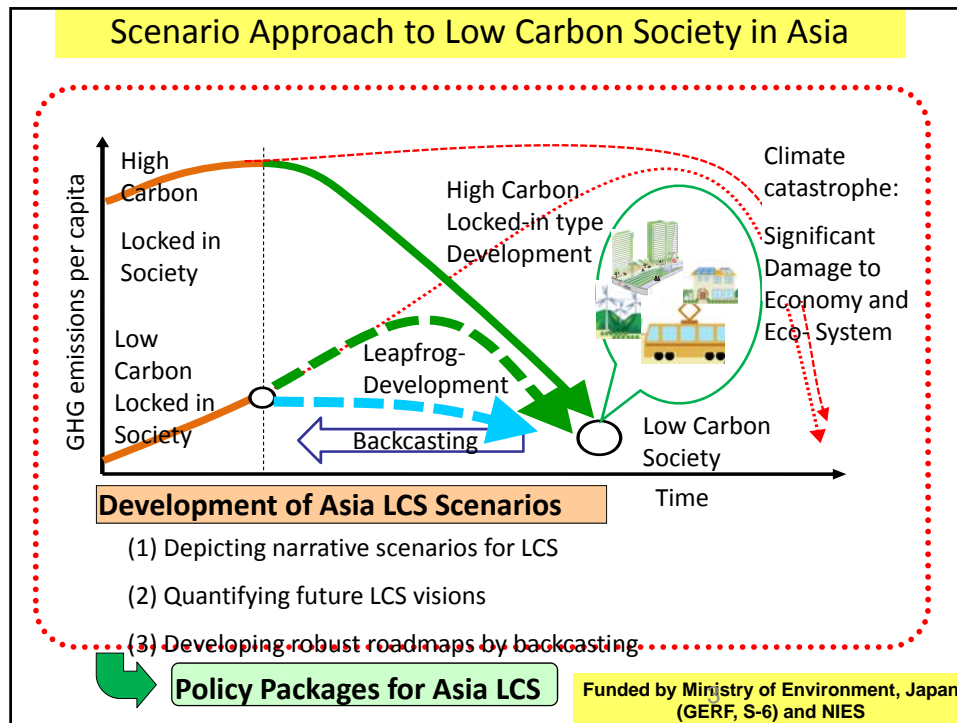 Scenario Approach to Low Carbon Society in Asia
GHG emissions per capita
High
Carbon
Locked in
Society
Low
Carbon
Locked in
Society
High Carbon
Locked-in type
Development
Leapfrog-
Development
Backcasting
Climate
catastrophe:
Significant
Damage to
Economy and
Eco- System
Low Carbon
Society
Time
Development of Asia LCS Scenarios
(1) Depicting narrative scenarios for LCS
(2) Quantifying future LCS visions
(3) Developing robust roadmaps by backcasting
Policy Packages for Asia LCS
Funded by Ministry of Environment, Japan
(GERF, S-6) and NIES
3